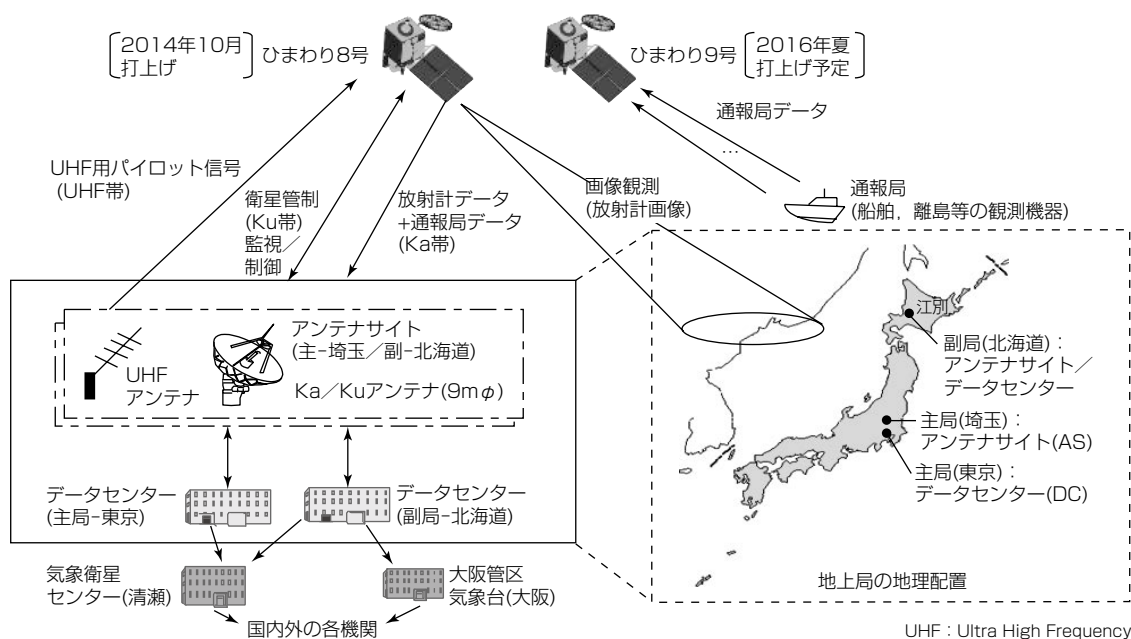 2014年10月
打上げ
ひまわり8号
ひまわり9号
2016年夏
打上げ予定
通報局データ
…
UHF用パイロット信号
(UHF帯)
衛星管制
(Ku帯)
監視／
制御
放射計データ
+通報局データ
(Ka帯)
画像観測
(放射計画像)
通報局
(船舶，離島等の観測機器)
アンテナサイト
(主-埼玉／副-北海道)
UHF
アンテナ
Ka／Kuアンテナ(9mφ)
データセンター
(主局-東京)
データセンター
(副局-北海道)
気象衛星
センター(清瀬)
大阪管区
気象台(大阪)
国内外の各機関
江別
副局(北海道)：
アンテナサイト／
データセンター
主局(埼玉)：
アンテナサイト(AS)
主局(東京)：
データセンター(DC)
地上局の地理配置
UHF：Ultra High Frequency